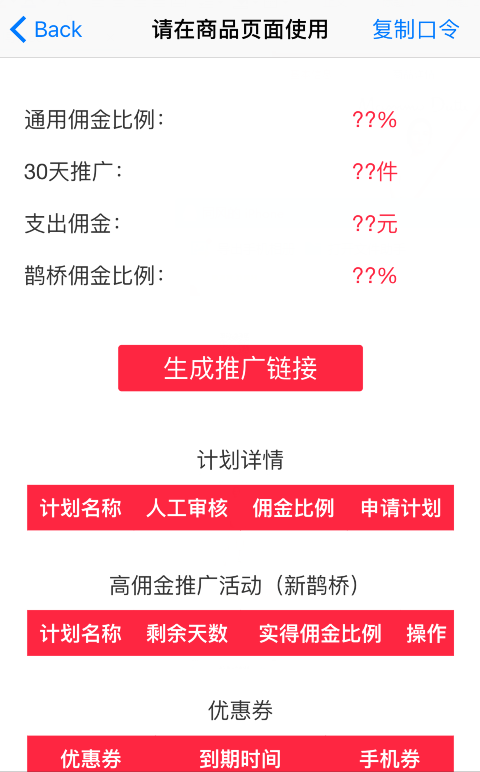 Back 请在商品页面使用 复制口令
通用佣金比例： ??%
30天推广： ??件
支出佣金： ??元
鹊桥佣金比例： ??%
生成推广链接
计划详情
计划名称 人工审核 佣金比例 申请计划
高佣金推广活动（新鹊桥）
计划名称 剩余天数 实得佣金比例 操作
优惠券
优惠券 到期时间 手机券